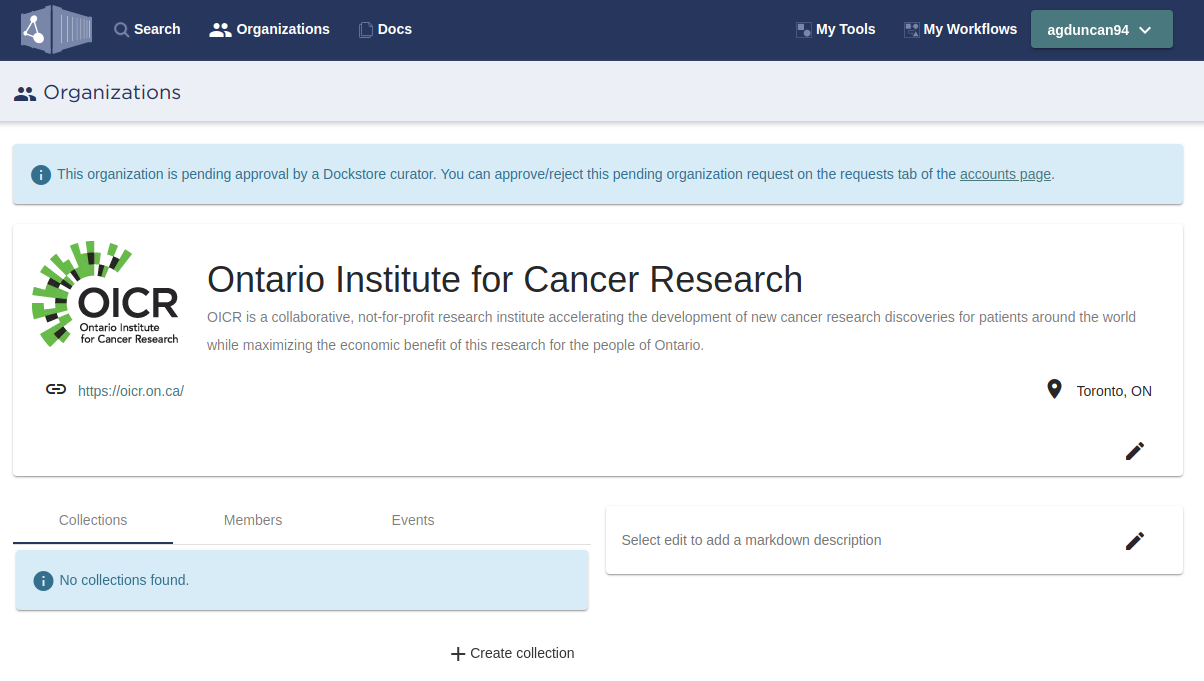 Search Organizations Docs My Tools My Workflows agduncan94
Organizations
This organization is pending approval by a Dockstore curator. You can approve/reject this pending organization request on the requests tab of the accounts page.
OICR
Ontario Institute
for Cancer Research
Ontario Institute for Cancer Research
OICR is a collaborative, not-for-profit research institute accelerating the development of new cancer research discoveries for patients around the world
while maximizing the economic benefit of this research for the people of Ontario.
https://oicr.on.ca/ Toronto, ON
Collections Members Events
No collections found.
Create collection
Select edit to add a markdown description